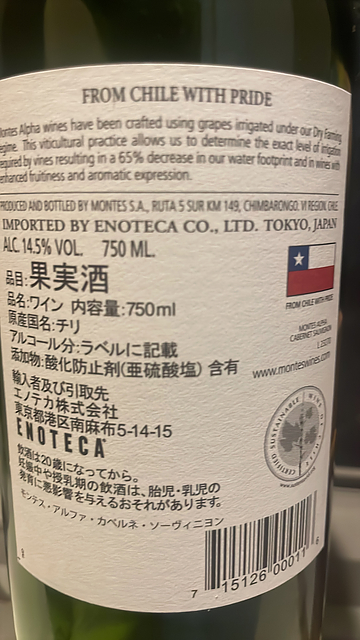 FROM CHILE WITH PRIDE
Montes Alpha wines have been crafted using grapes irrigated under our Dry Farming
regime. This viticultural practice allows us to determine the exact level of irrigation
required by vines resulting in a 65% decrease in our water footprint and in wines with
enhanced fruitiness and aromatic expression.
PRODUCED AND BOTTLED BY MONTES S.A., RUTA 5 SUR KM 149, CHIMBARONGO, VI REGION, CHILE
IMPORTED BY ENOTECA CO., LTD. TOKYO, JAPAN
ALC. 14.5% VOL. 750 ML.
品目:果実酒
品名:ワイン 内容量:750ml
原産国名:チリ
アルコール分:ラベルに記載
添加物:酸化防止剤(亜硫酸塩) 含有
輸入者及び引取先
エノテカ株式会社
東京都港区南麻布5-14-15
ENOTECA
飲酒は20歳になってから。
妊娠中や授乳期の飲酒は、胎児・乳児の
発育に悪影響を与えるおそれがあります。
モンテス・アルファ・カベルネ・ソーヴィニヨン
FROM CHILE WITH PRIDE
MONTES ALPHA
CABERNET SAUVIGNON
www.monteswines.com
CERTIFIED SUSTAINABLE WINE OF CHILE
7 15126 00011 6